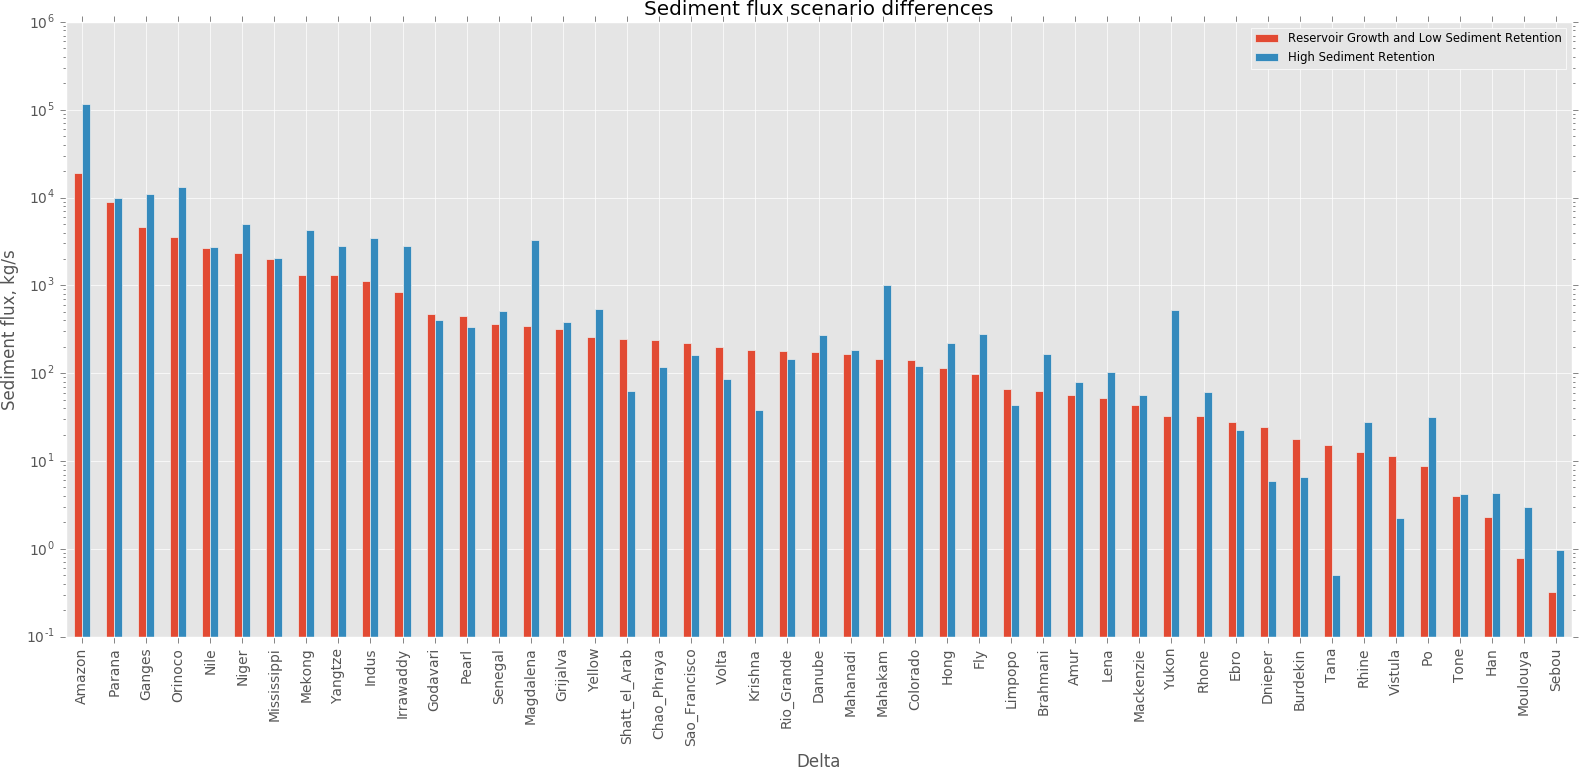 Sediment flux scenario differences
Reservoir Growth and Low Sediment Retention
High Sediment Retention
Sediment flux, kg/s
10^6
10^5
10^4
10^3
10^2
10^1
10^0
10^-1
Amazon
Parana
Ganges
Orinoco
Nile
Niger
Mississippi
Mekong
Yangtze
Indus
Irrawaddy
Godavari
Pearl
Senegal
Magdalena
Grijalva
Yellow
Shatt_el_Arab
Chao_Phraya
Sao_Francisco
Volta
Krishna
Rio_Grande
Danube
Mahanadi
Mahakam
Colorado
Hong
Fly
Limpopo
Brahmani
Amur
Lena
Mackenzie
Yukon
Rhone
Ebro
Dnieper
Burdekin
Tana
Rhine
Vistula
Po
Tone
Han
Moulouya
Sebou
Delta